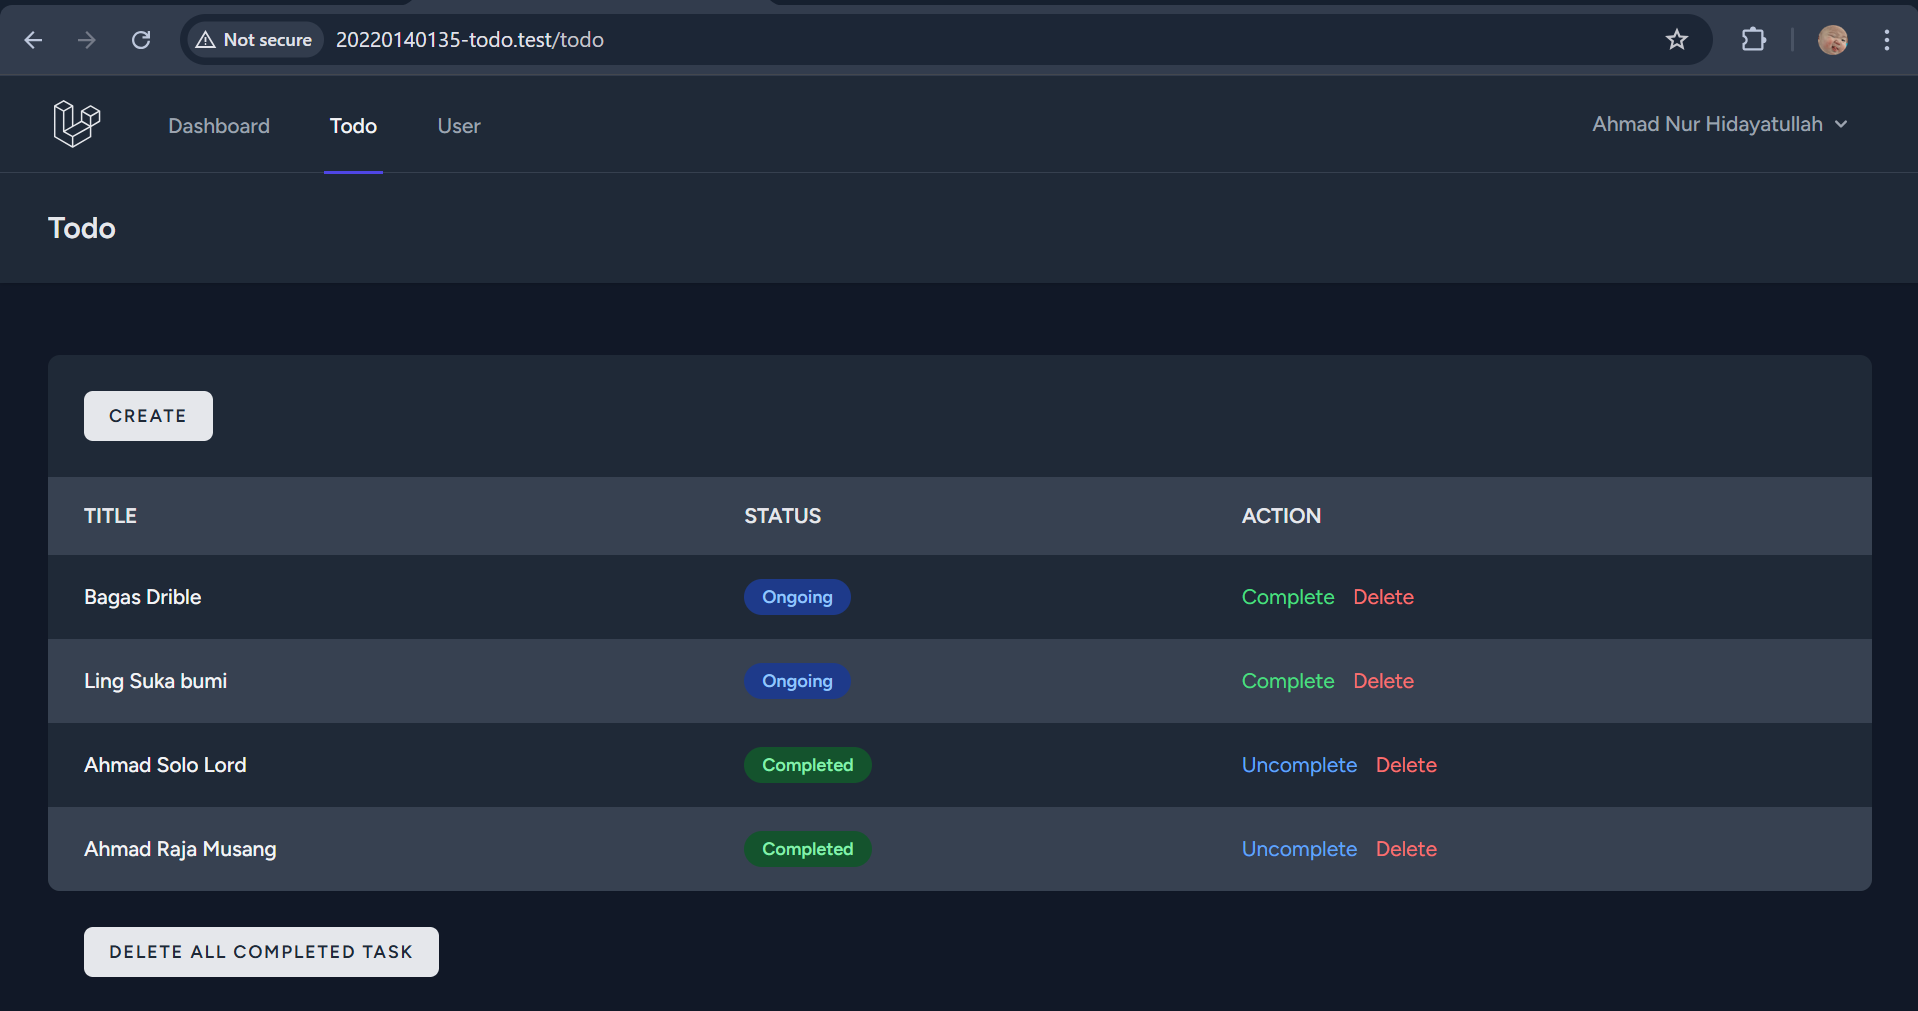 Not secure 20220140135-todo.test/todo
Dashboard Todo User Ahmad Nur Hidayatullah
Todo
CREATE
TITLE STATUS ACTION
Bagas Drible Ongoing Complete Delete
Ling Suka bumi Ongoing Complete Delete
Ahmad Solo Lord Completed Uncomplete Delete
Ahmad Raja Musang Completed Uncomplete Delete
DELETE ALL COMPLETED TASK